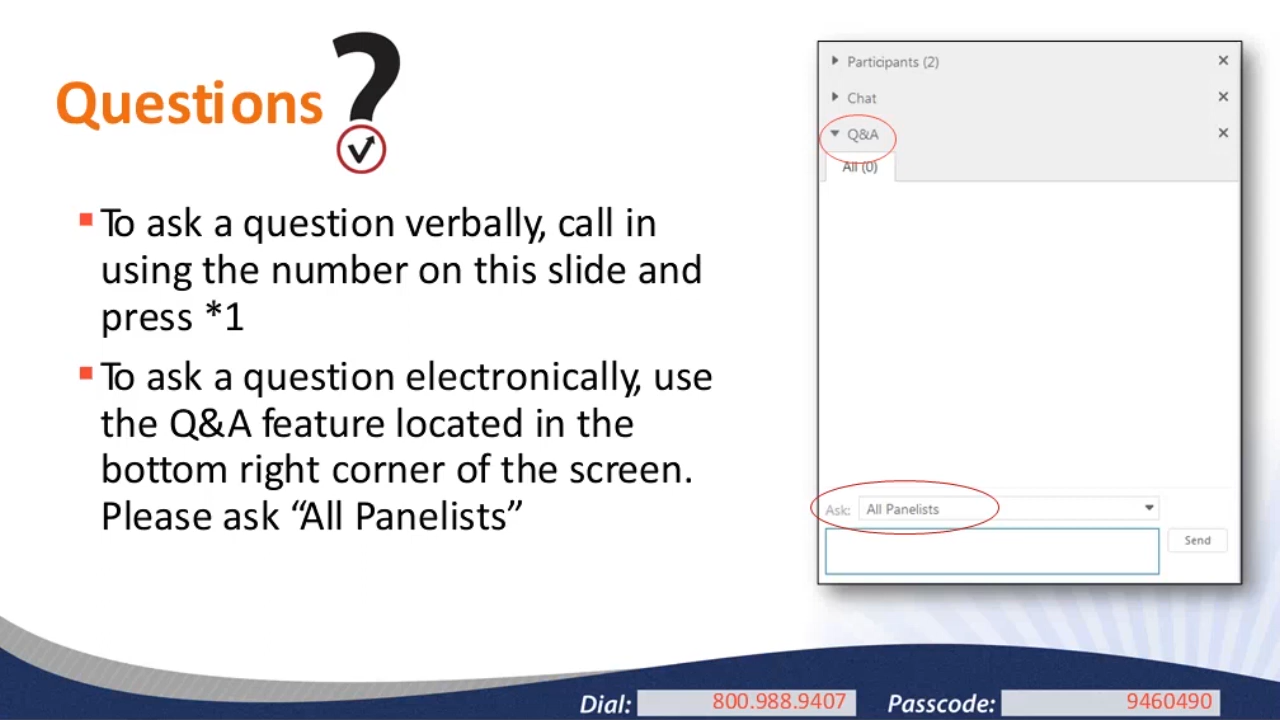 Questions
To ask a question verbally, call in
using the number on this slide and
press *1
To ask a question electronically, use
the Q&A feature located in the
bottom right corner of the screen.
Please ask “All Panelists”
Participants (2)
Chat
Q&A
All (0)
Ask: All Panelists
Send
Dial: 800.988.9407 Passcode: 9460490